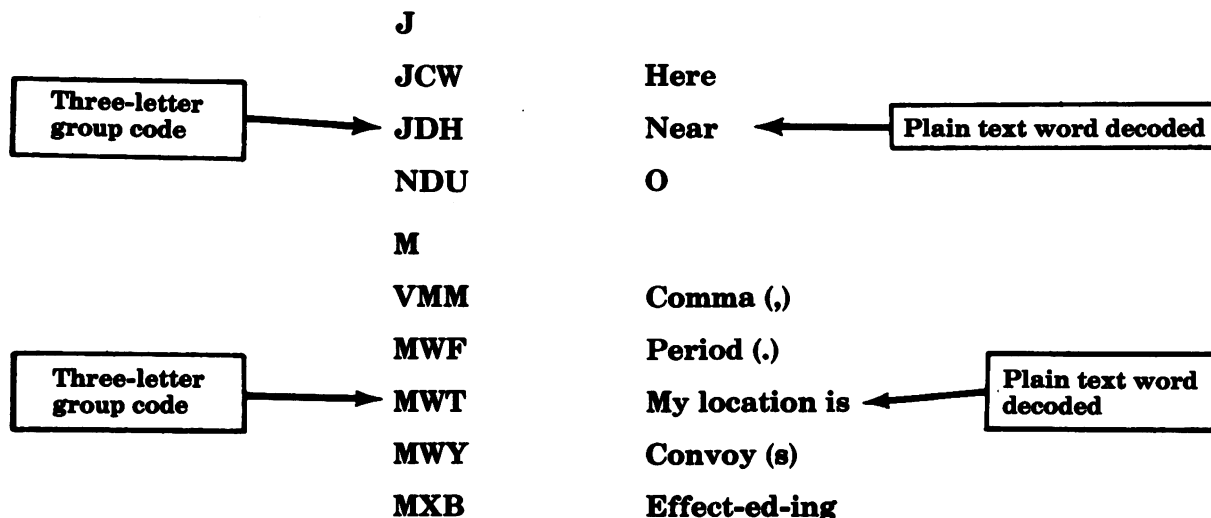 J
JCW Here
Three-letter
group code
JDH Near
Plain text word decoded
NDU O
M
VMM Comma (,)
MWF Period (.)
Three-letter
group code
MWT My location is
Plain text word
decoded
MWY Convoy (s)
MXB Effect-ed-ing